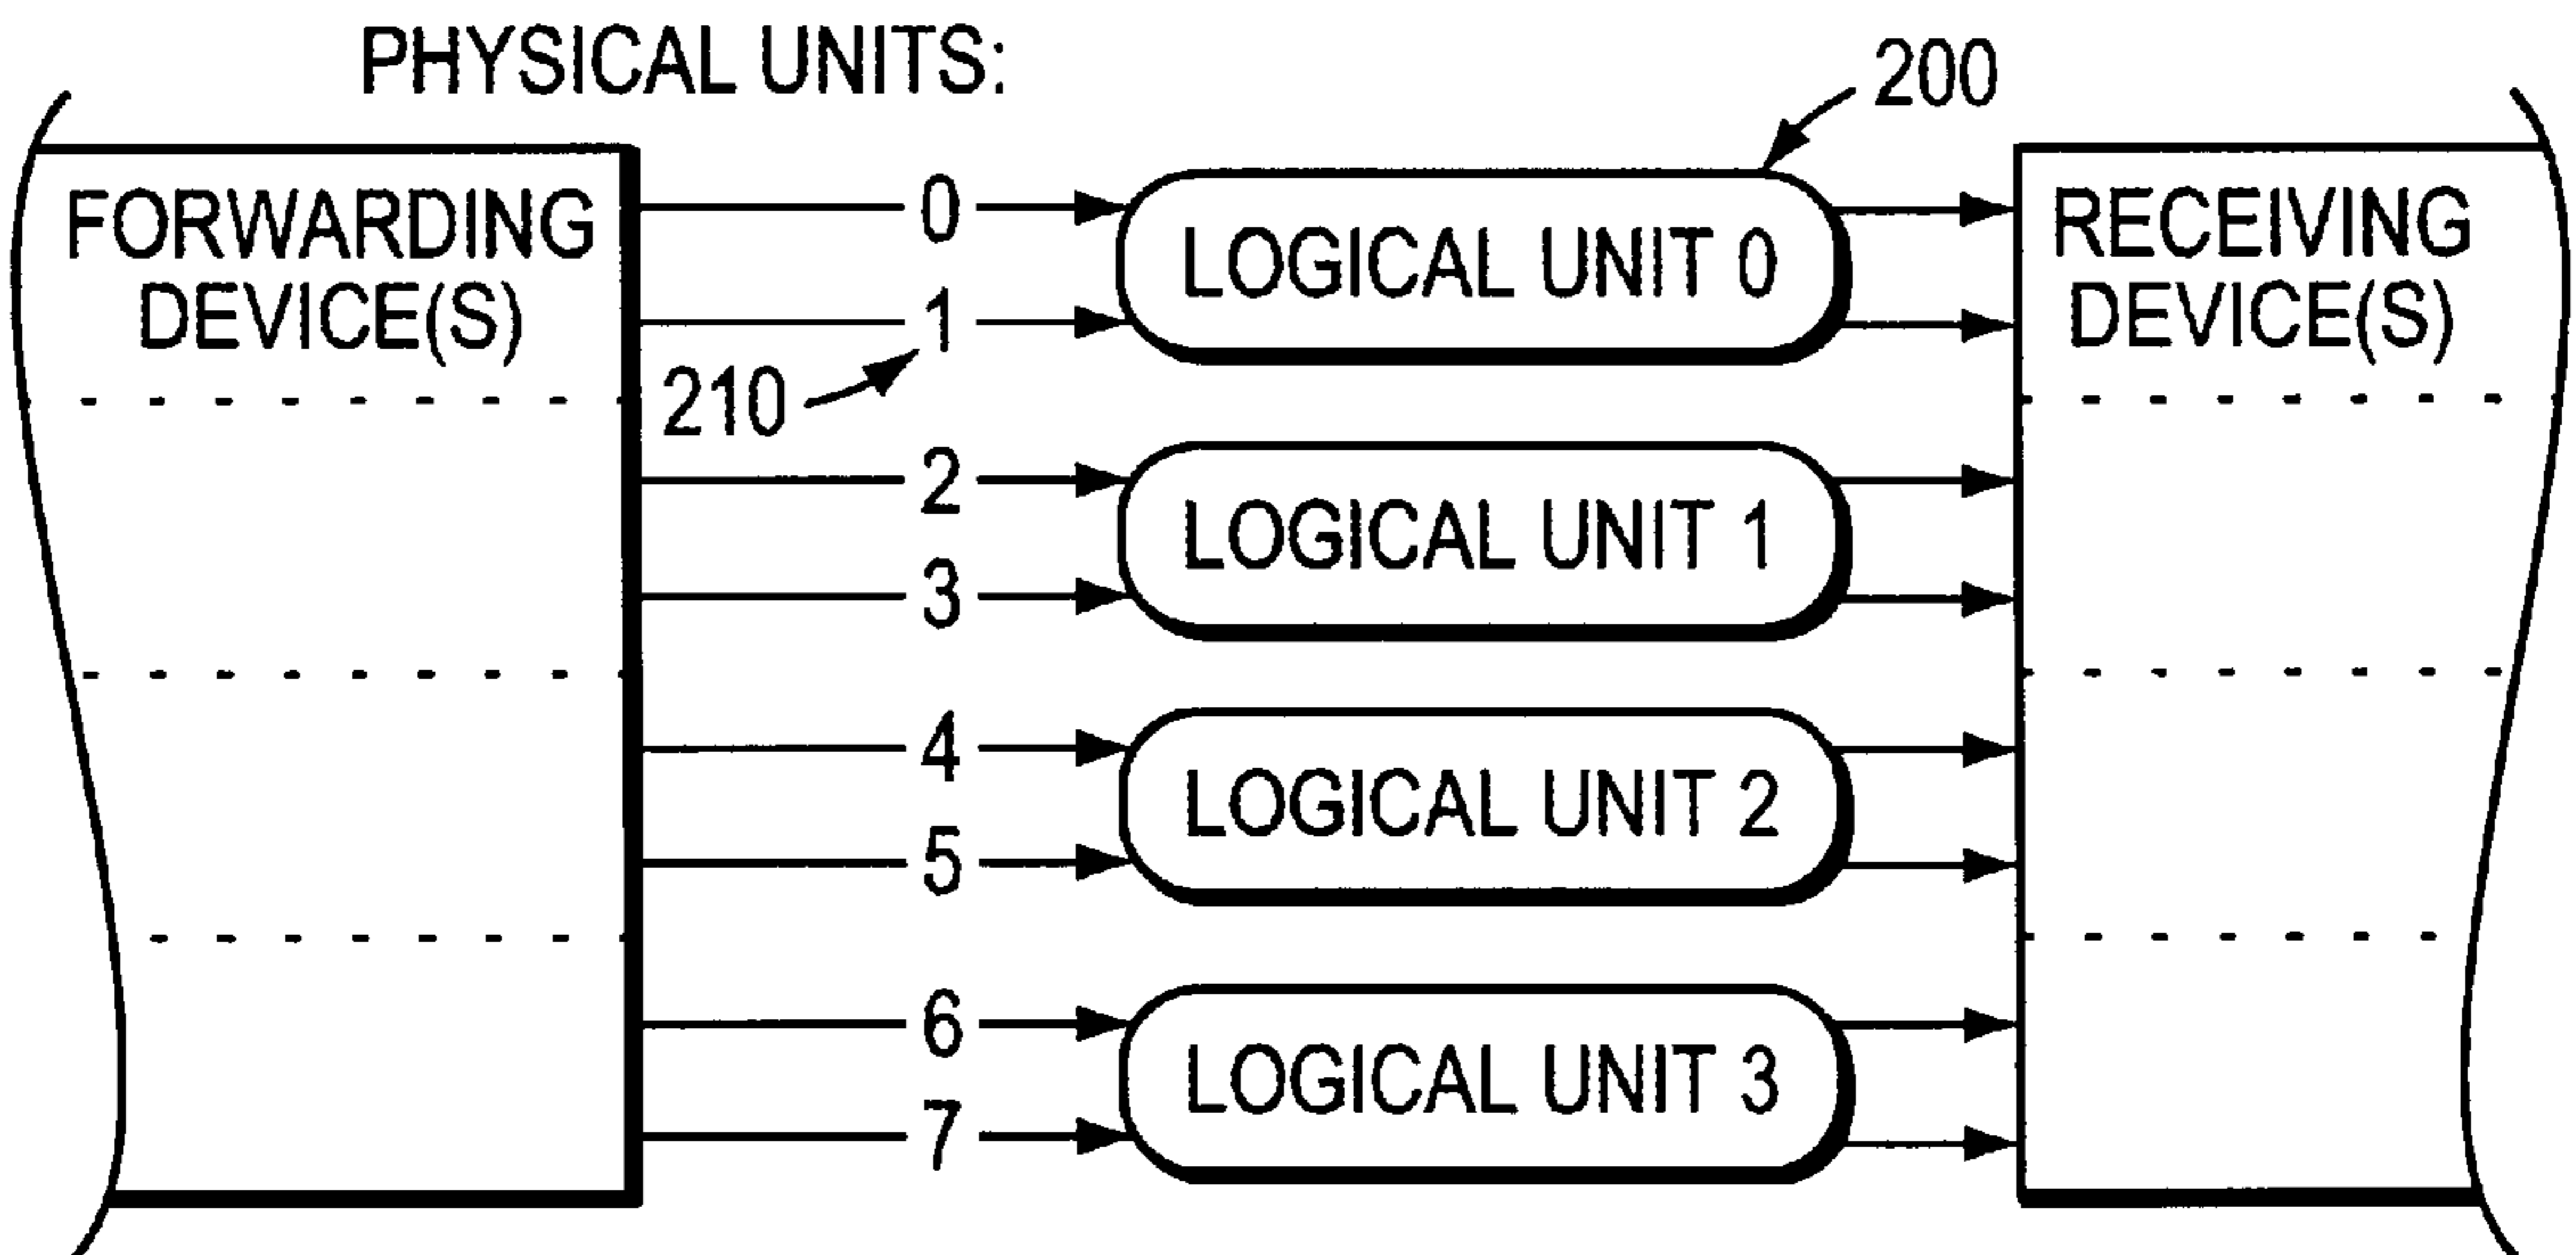 PHYSICAL UNITS:
200
FORWARDING
DEVICE(S)
0
1
210
2
3
4
5
6
7
LOGICAL UNIT 0
LOGICAL UNIT 1
LOGICAL UNIT 2
LOGICAL UNIT 3
RECEIVING
DEVICE(S)